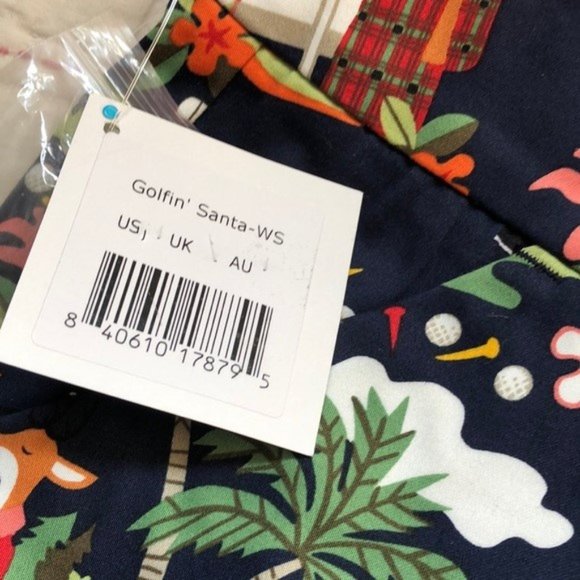 Golfin' Santa-WS
US UK AU
8 40610 17879 5